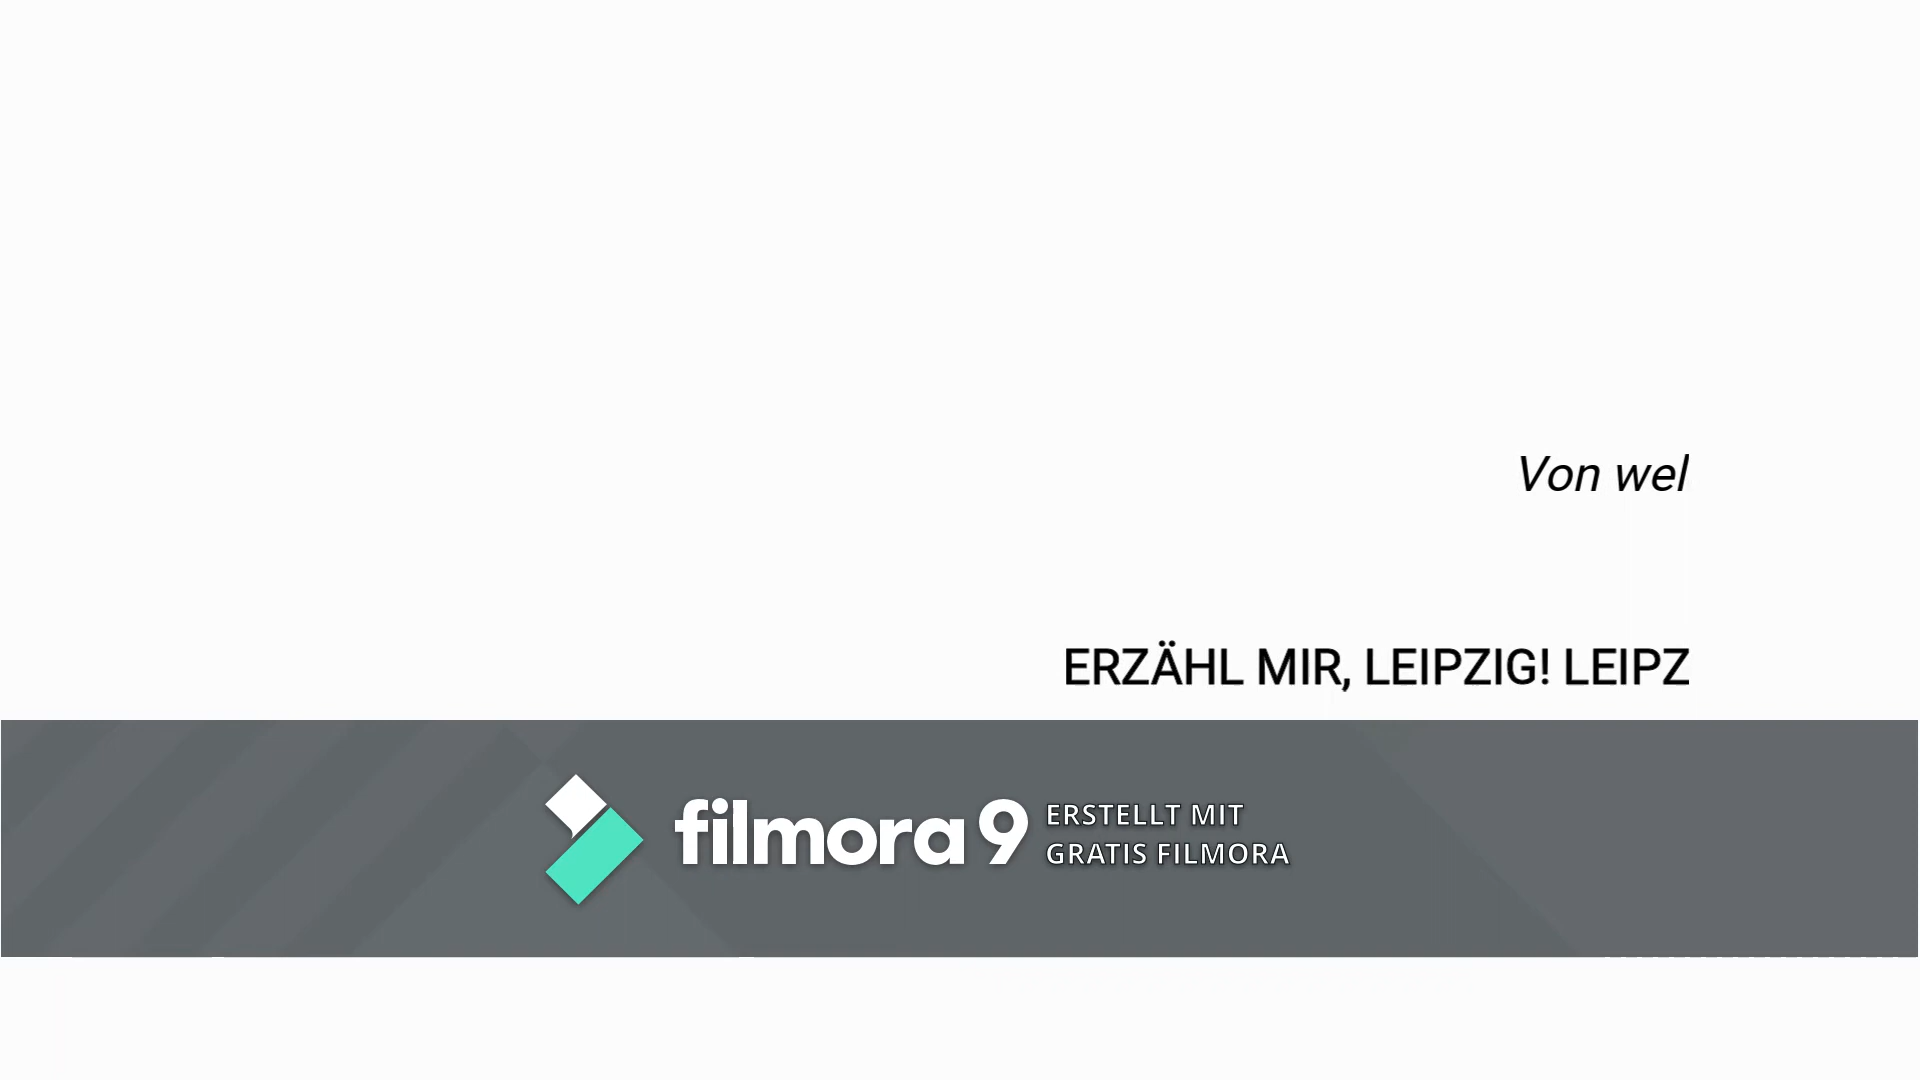 Von wel
ERZÄHL MIR, LEIPZIG! LEIPZ
filmora9 ERSTELLT MIT
GRATIS FILMORA